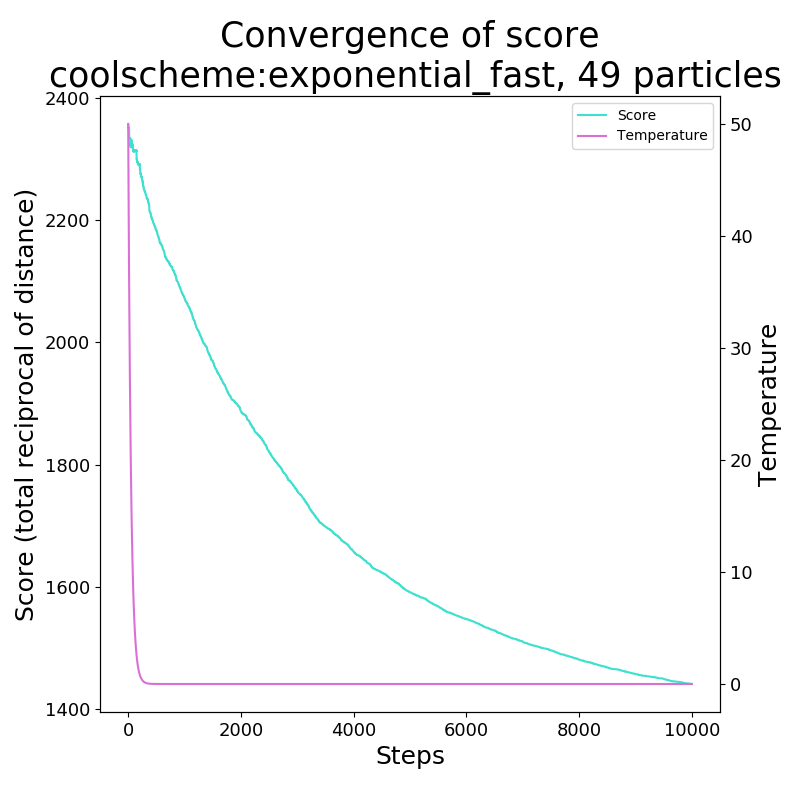 Convergence of score
coolscheme:exponential_fast, 49 particles
Score
Temperature
2400
2200
2000
1800
1600
1400
Score (total reciprocal of distance)
50
40
30
20
10
0
Temperature
0
2000
4000
6000
8000
10000
Steps